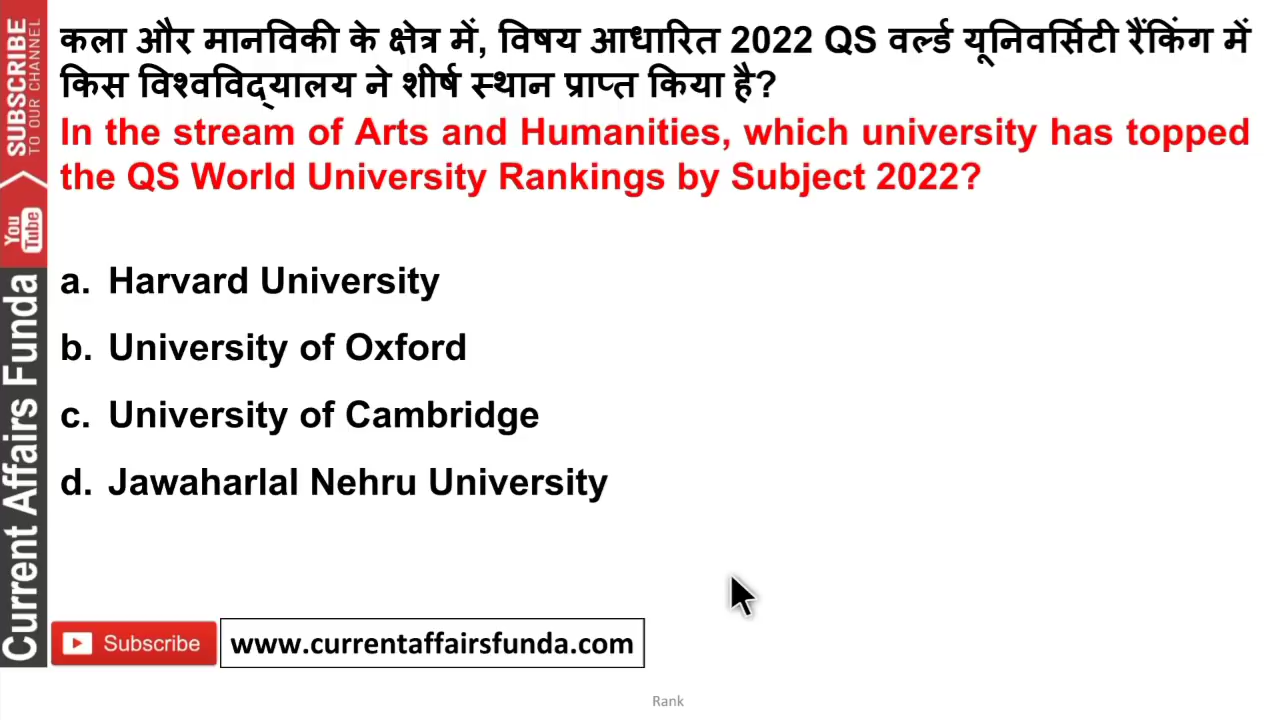 कला और मानविकी के क्षेत्र में, विषय आधारित 2022 QS वर्ल्ड यूनिवर्सिटी रैंकिंग में
किस विश्वविद्यालय ने शीर्ष स्थान प्राप्त किया है?
In the stream of Arts and Humanities, which university has topped
the QS World University Rankings by Subject 2022?
a. Harvard University
b. University of Oxford
c. University of Cambridge
d. Jawaharlal Nehru University
SUBSCRIBE
TO OUR CHANNEL
You
Tube
Current Affairs Funda
Subscribe
www.currentaffairsfunda.com
Rank